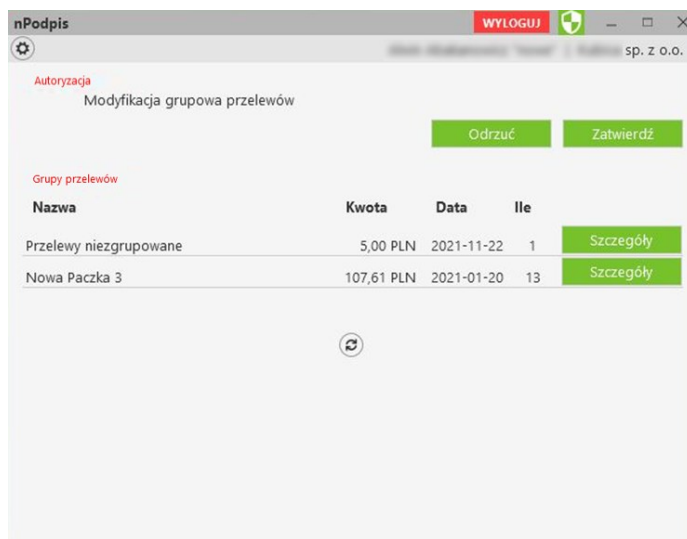 nPodpis WYLOGUJ
sp. z o.o.
Autoryzacja
Modyfikacja grupowa przelewów
Odrzuć Zatwierdź
Grupy przelewów
Nazwa Kwota Data Ile
Przelewy niezgrupowane 5,00 PLN 2021-11-22 1 Szczegóły
Nowa Paczka 3 107,61 PLN 2021-01-20 13 Szczegóły